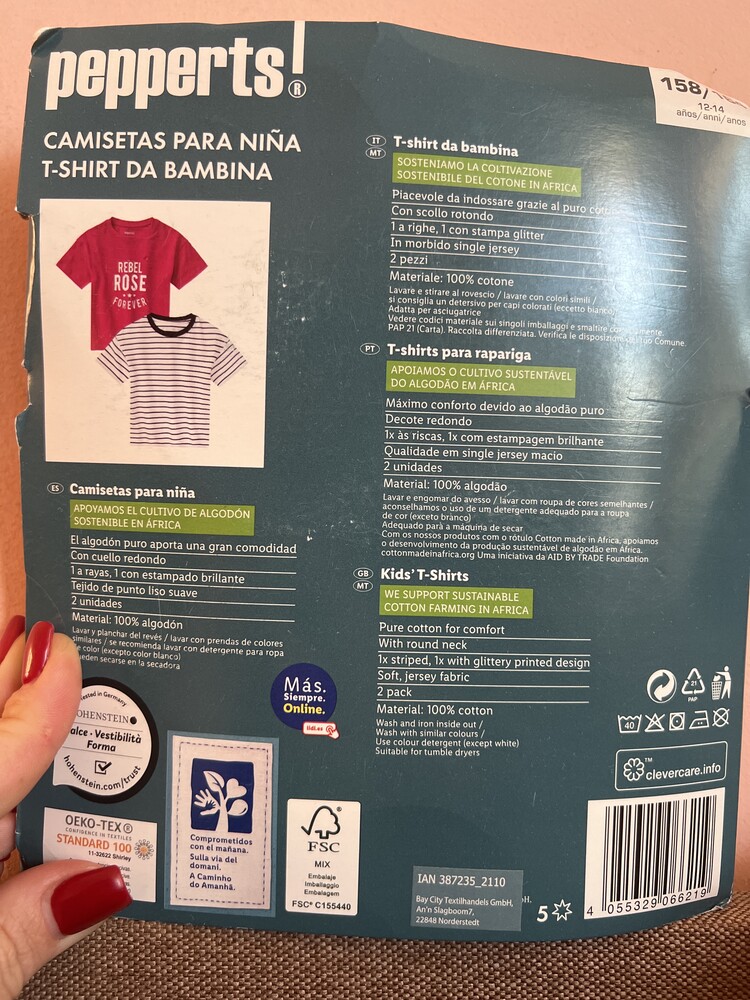 pepperts!®
CAMISETAS PARA NIÑA
T-SHIRT DA BAMBINA
158/
12-14
años/anni/anos
REBEL
ROSE
FOREVER
IT
MT
T-shirt da bambina
SOSTENIAMO LA COLTIVAZIONE
SOSTENIBILE DEL COTONE IN AFRICA
Piacevole da indossare grazie al puro
Con scollo rotondo
1 a righe, 1 con stampa glitter
In morbido single jersey
2 pezzi
Materiale: 100% cotone
Lavare e stirare al rovescio / lavare con colori simili /
si consiglia un detersivo per capi colorati (eccetto bianco)
Adatta per asciugatrice
Vedere codici materiale sui singoli imballaggi e smaltire
PAP 21 (Carta). Raccolta differenziata. Verifica le disposizioni Comune.
PT
T-shirts para rapariga
APOIAMOS O CULTIVO SUSTENTÁVEL
DO ALGODÃO EM ÁFRICA
Máximo conforto devido ao algodão puro
Decote redondo
1x às riscas, 1x com estampagem brilhante
Qualidade em single jersey macio
2 unidades
Material: 100% algodão
Lavar e engomar do avesso / lavar com roupa de cores semelhantes /
aconselhamos o uso de um detergente adequado para a roupa
de cor (exceto branco)
Adequado para a máquina de secar
Com os nossos produtos com o rótulo Cotton made in Africa, apoiamos
o desenvolvimento da produção sustentável de algodão em África.
cottonmadeinafrica.org Uma iniciativa da AID BY TRADE Foundation
ES
Camisetas para niña
APOYAMOS EL CULTIVO DE ALGODÓN
SOSTENIBLE EN ÁFRICA
El algodón puro aporta una gran comodidad
Con cuello redondo
1 a rayas, 1 con estampado brillante
Tejido de punto liso suave
2 unidades
Material: 100% algodón
Lavar y planchar del revés / lavar con prendas de colores
similares / se recomienda lavar con detergente para ropa
color (excepto color blanco)
secarse en la secadora
GB
MT
Kids' T-Shirts
WE SUPPORT SUSTAINABLE
COTTON FARMING IN AFRICA
Pure cotton for comfort
With round neck
1x striped, 1x with glittery printed design
Soft, jersey fabric
2 pack
Material: 100% cotton
Wash and iron inside out /
Wash with similar colours /
Use colour detergent (except white)
Suitable for tumble dryers
Más.
Siempre.
Online.
lidl.es
Tested in Germany
HOHENSTEIN
Calce · Vestibilità
Forma
hohenstein.com/trust
OEKO-TEX®
CONFIDENCE IN TEXTILES
STANDARD 100
11-32622 Shirley
Comprometidos
con el mañana.
Sulla via del
domani.
A Caminho
do Amanhã.
®
FSC
MIX
Embalaje
Imballaggio
Embalagem
FSC® C155440
21
PAP
40
™
clevercare.info
IAN 387235_2110
Bay City Textilhandels GmbH,
An'n Slagboom7,
22848 Norderstedt
5
4 055329 066219